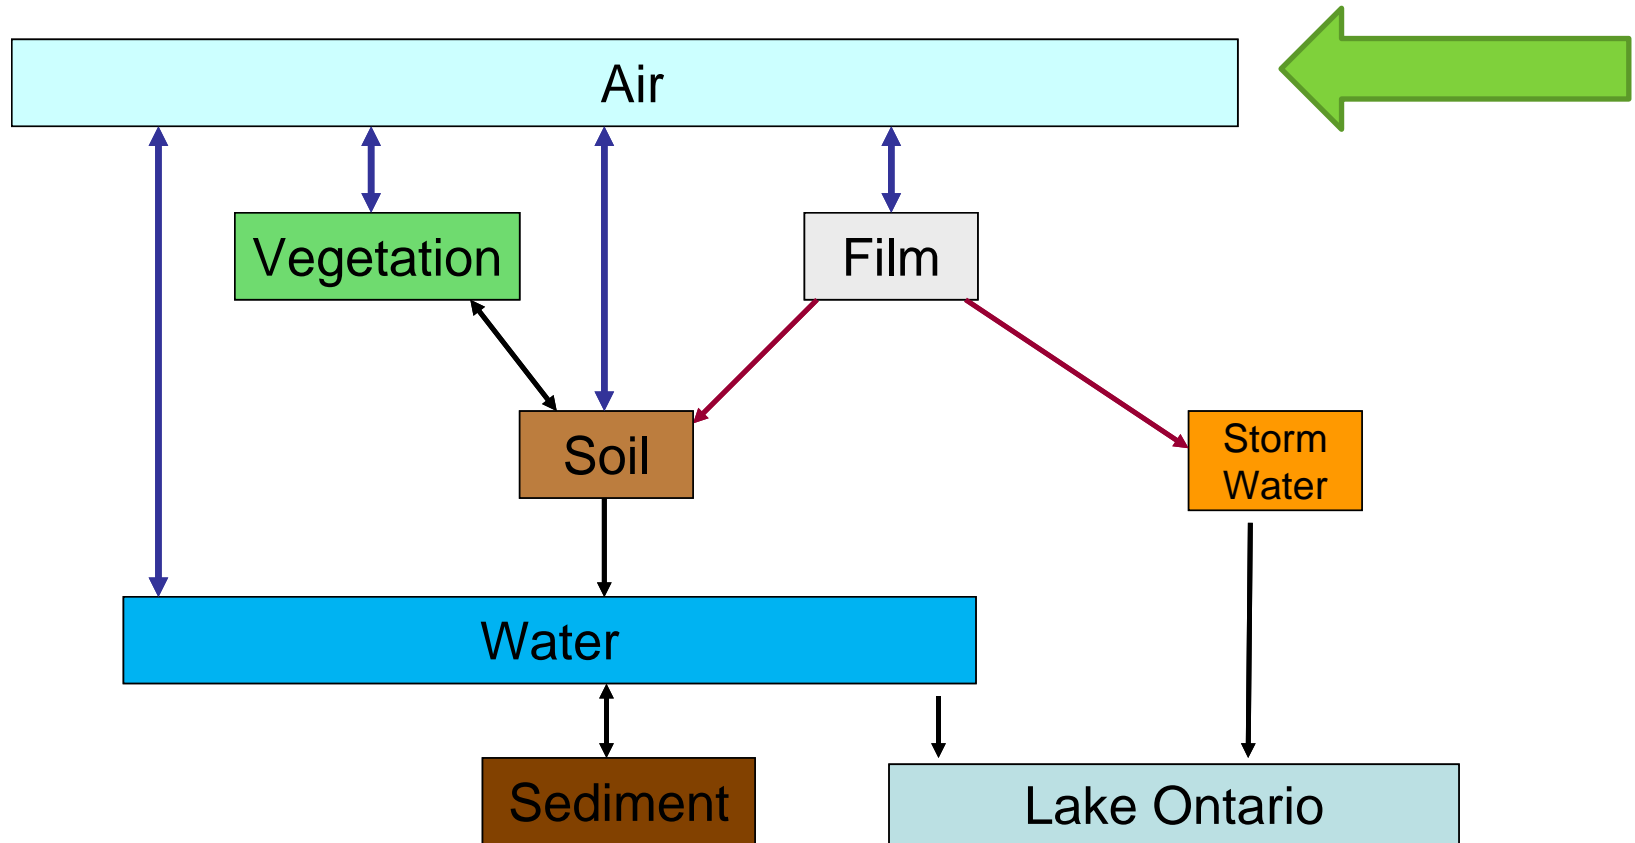 Air
Vegetation
Film
Soil
Storm
Water
Water
Sediment
Lake Ontario